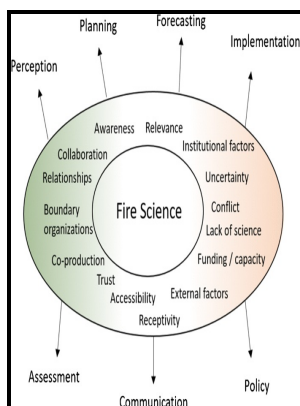 Forecasting
Planning
Implementation
Perception
Awareness
Relevance
Institutional factors
Collaboration
Relationships
Uncertainty
Boundary
organizations
Fire Science
Conflict
Lack of science
Co-production
Funding / capacity
Trust
Accessibility
External factors
Receptivity
Assessment
Communication
Policy